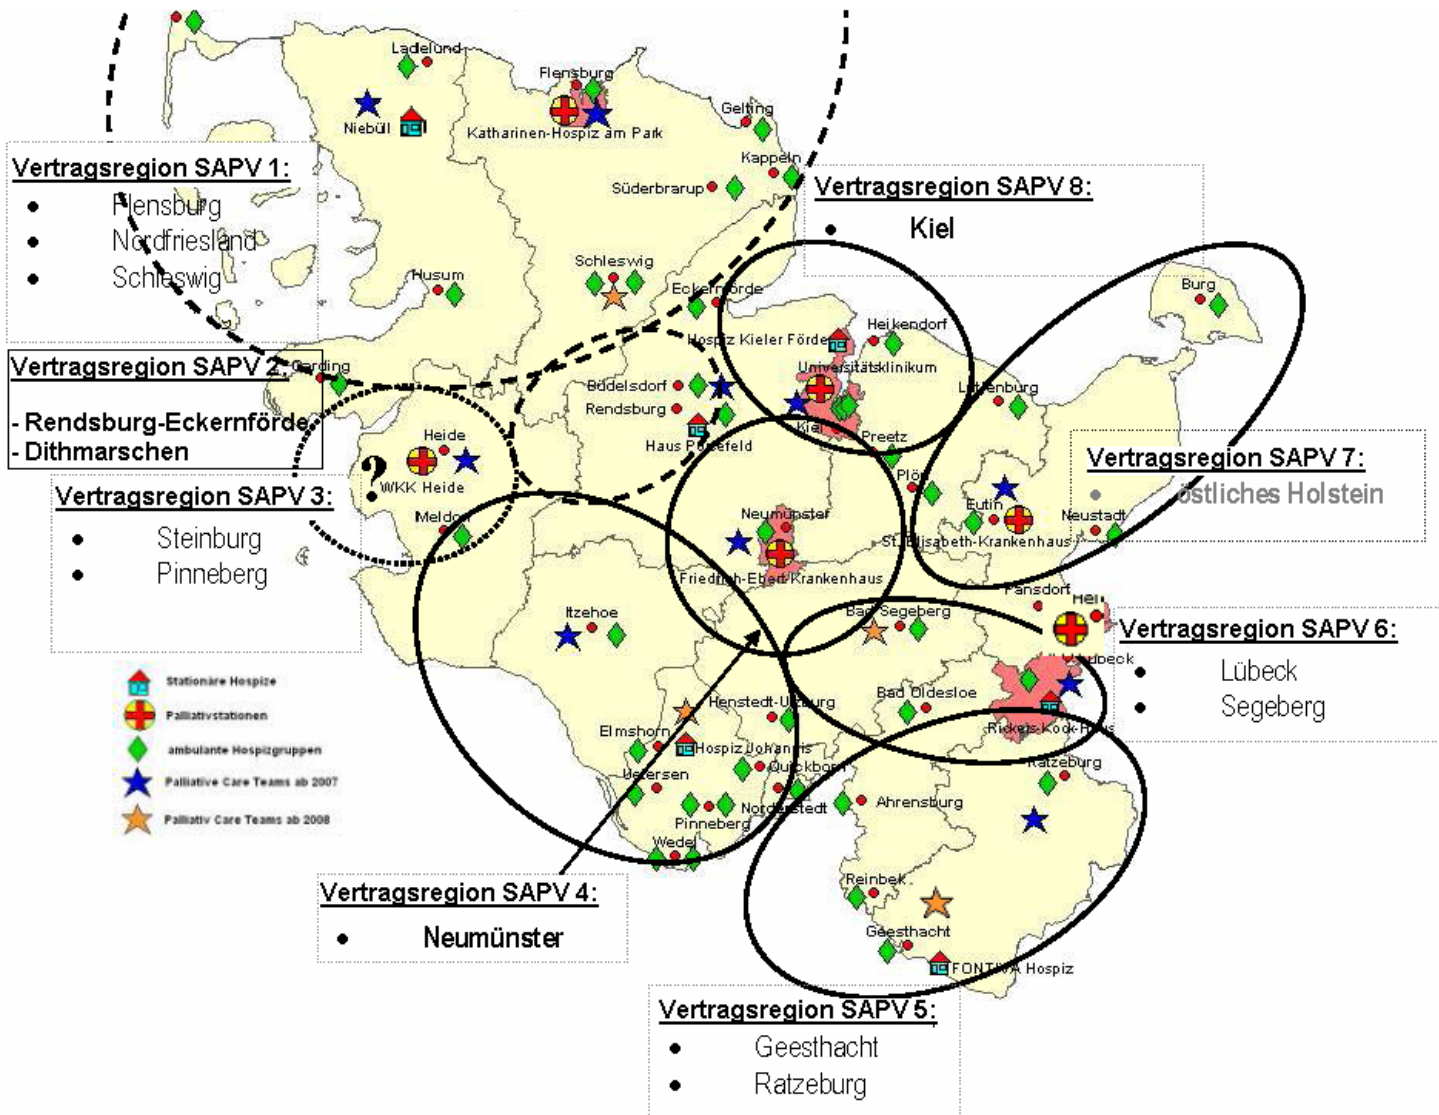 Ladelund
Flensburg
Niebüll
Katharinen-Hospiz am Park
Gelting
Kappeln
Süderbrarup
Vertragsregion SAPV 1:
• Flensburg
• Nordfriesland
• Schleswig
Vertragsregion SAPV 8:
• Kiel
Husum
Schleswig
Eckernförde
Burg
Hospiz Kieler Förde
Heikendorf
Universitätsklinikum
Vertragsregion SAPV 2:
- Rendsburg-Eckernförde
- Dithmarschen
Garding
Büdelsdorf
Rendsburg
Haus Porsefeld
Kiel
Lütjenburg
Preetz
Plön
Heide
?
WKK Heide
Meldorf
Vertragsregion SAPV 3:
• Steinburg
• Pinneberg
Vertragsregion SAPV 7:
• östliches Holstein
Eutin
Neustadt
St. Elisabeth-Krankenhaus
Neumünster
Friedrich-Ebert-Krankenhaus
Pansdorf
Itzehoe
Bad Segeberg
Vertragsregion SAPV 6:
• Lübeck
• Segeberg
Lübeck
Bad Oldesloe
Rickers-Kock-Haus
Stationäre Hospize
Palliativstationen
ambulante Hospizgruppen
Palliative Care Teams ab 2007
Palliativ Care Teams ab 2008
Henstedt-Ulzburg
Elmshorn
Hospiz Johannis
Uetersen
Quickborn
Norderstedt
Pinneberg
Wedel
Ratzeburg
Ahrensburg
Reinbek
Geesthacht
FONTIVA Hospiz
Vertragsregion SAPV 4:
• Neumünster
Vertragsregion SAPV 5:
• Geesthacht
• Ratzeburg